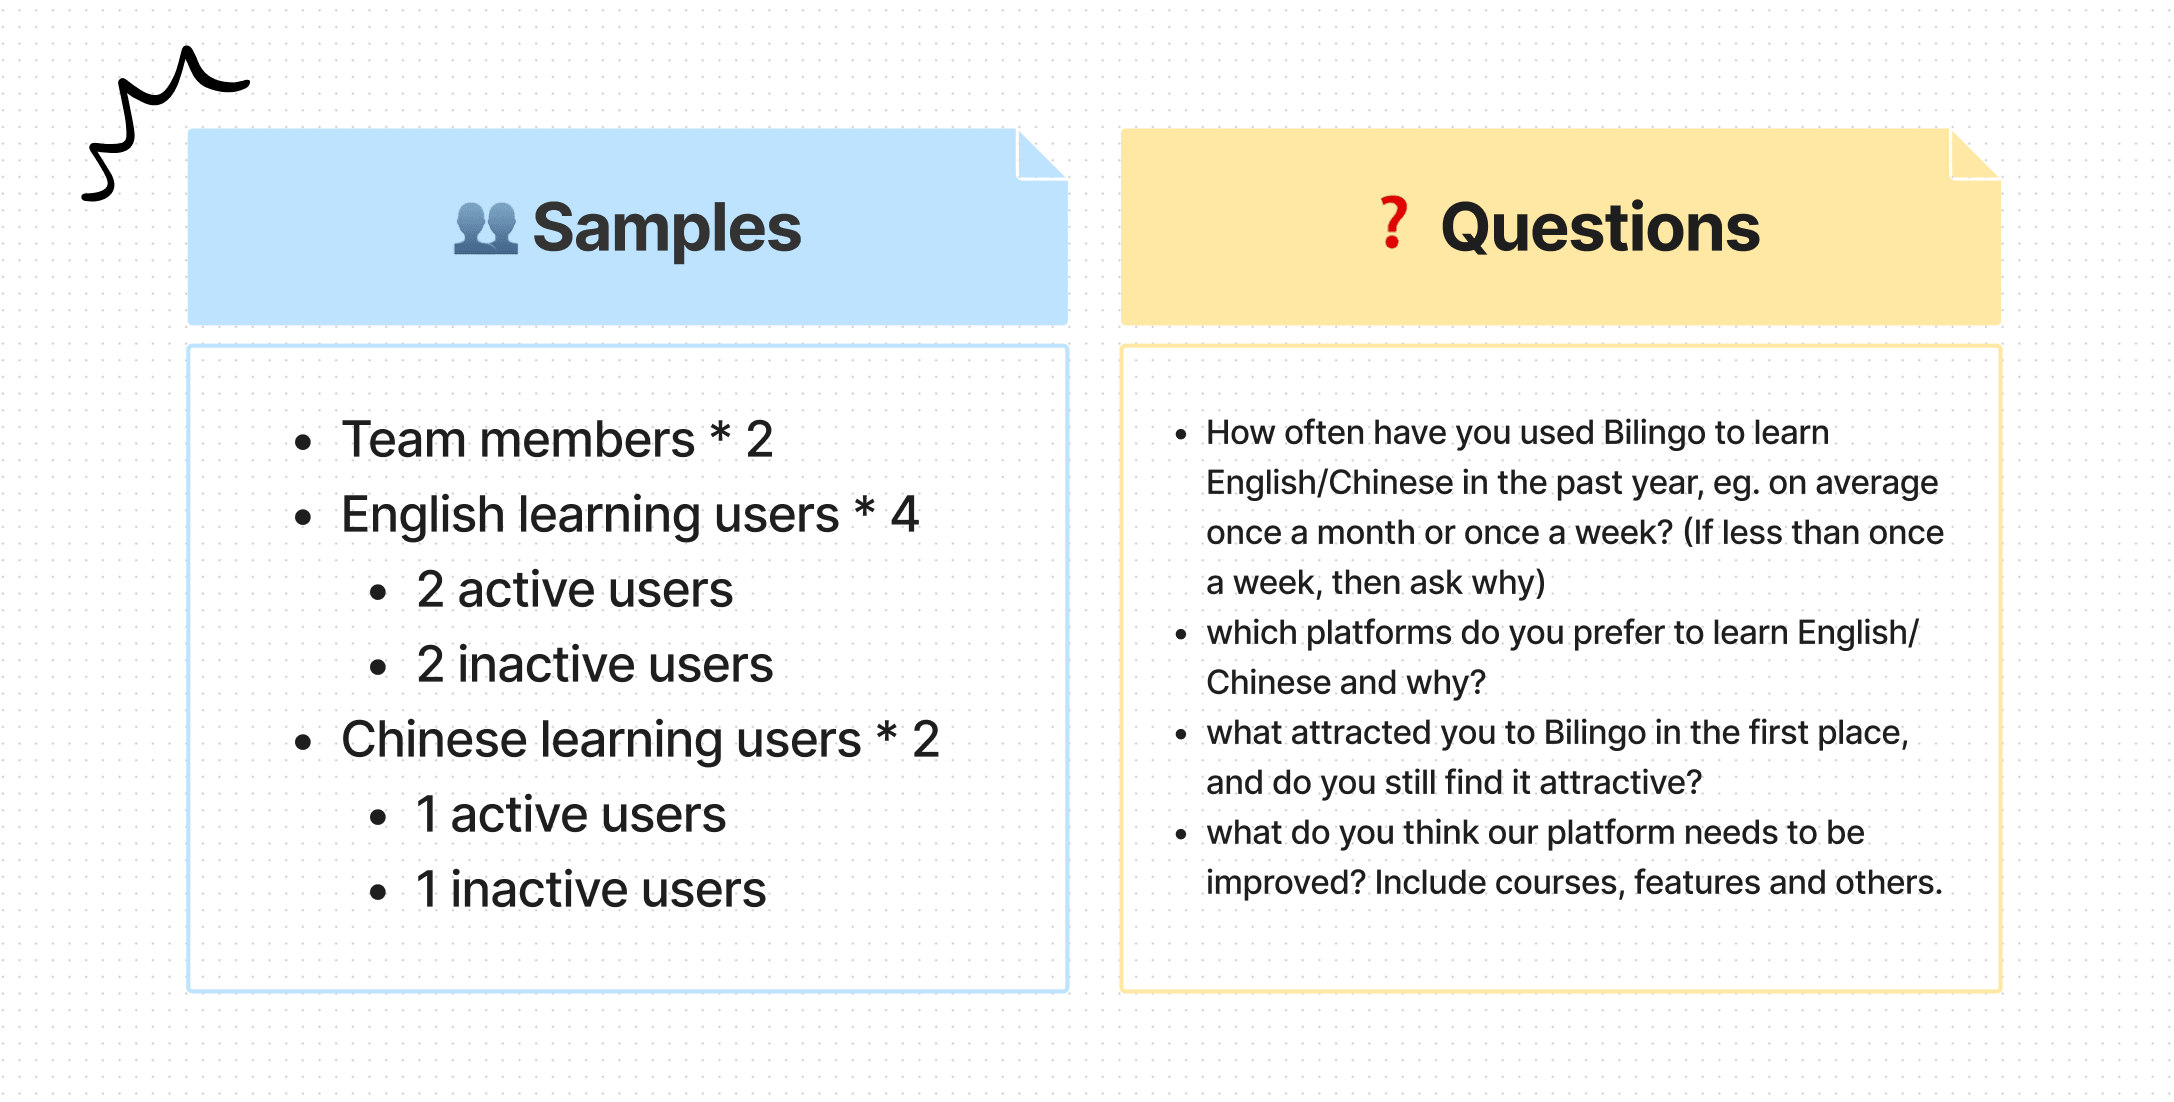 👥 Samples
• Team members * 2
• English learning users * 4
• 2 active users
• 2 inactive users
• Chinese learning users * 2
• 1 active users
• 1 inactive users
❓ Questions
• How often have you used Bilingo to learn
English/Chinese in the past year, eg. on average
once a month or once a week? (If less than once
a week, then ask why)
• which platforms do you prefer to learn English/
Chinese and why?
• what attracted you to Bilingo in the first place,
and do you still find it attractive?
• what do you think our platform needs to be
improved? Include courses, features and others.